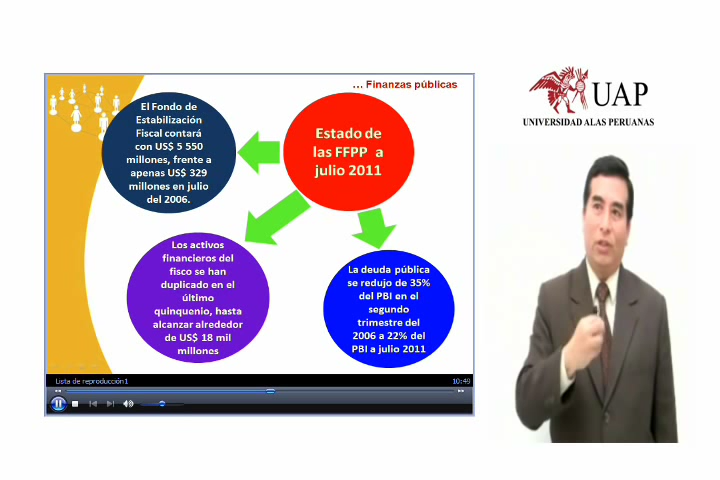 ... Finanzas públicas
El Fondo de
Estabilización
Fiscal contará
con US$ 5 550
millones, frente a
apenas US$ 329
millones en julio
del 2006.
Estado de
las FFPP a
julio 2011
Los activos
financieros del
fisco se han
duplicado en el
último
quinquenio, hasta
alcanzar alrededor
de US$ 18 mil
millones
La deuda pública
se redujo de 35%
del PBI en el
segundo
trimestre del
2006 a 22% del
PBI a julio 2011
Lista de reproducción1
10:49
UAP
UNIVERSIDAD ALAS PERUANAS